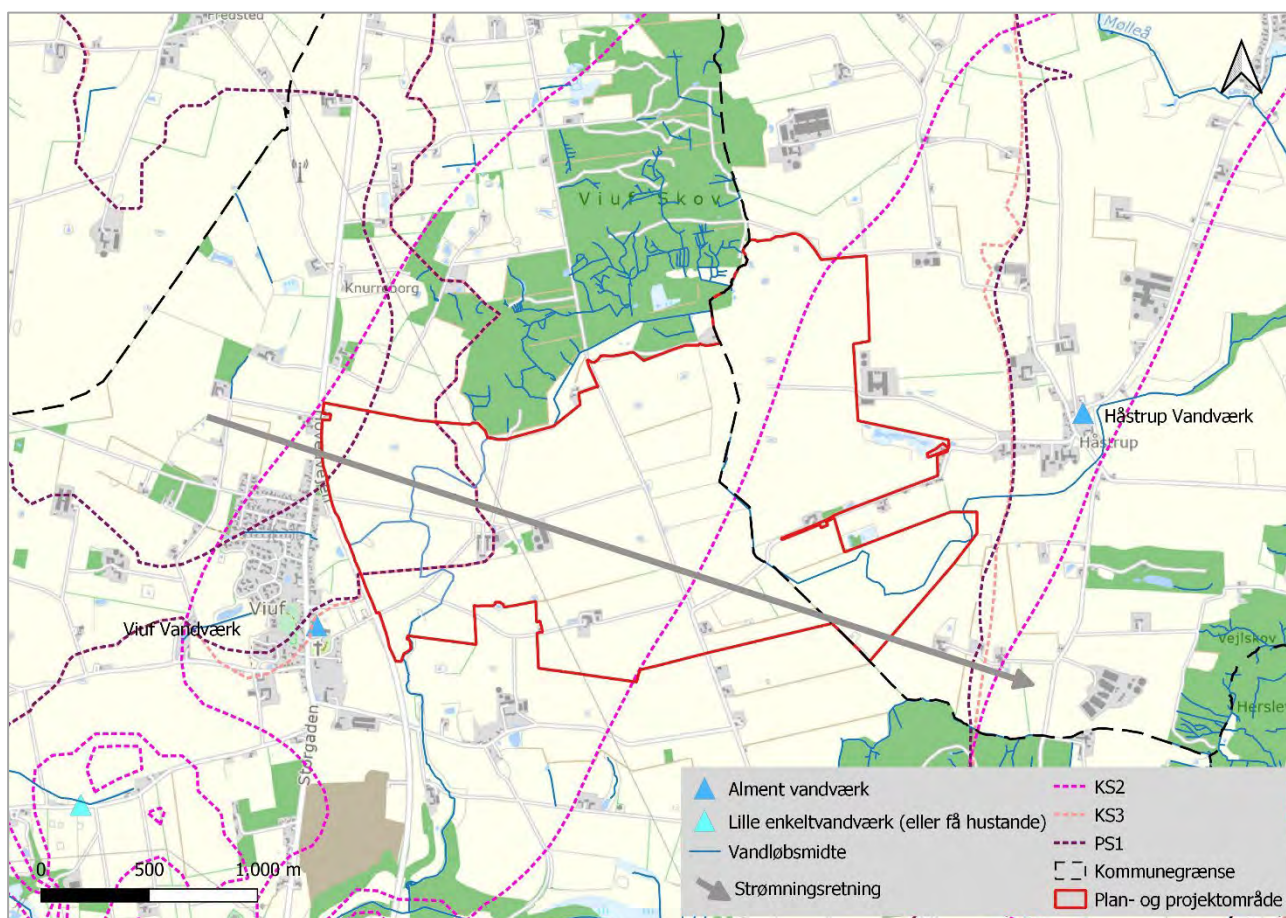 Fredsted
Mølleå
Viuf Skov
Knurreborg
Håstrup Vandværk
Håstrup
Viuf
Viuf Vandværk
Vejlskov
Storgaden
Alment vandværk
Lille enkeltvandværk (eller få hustande)
Vandløbsmidte
Strømningsretning
KS2
KS3
PS1
Kommunegrænse
Plan- og projektområde
0 500 1.000 m